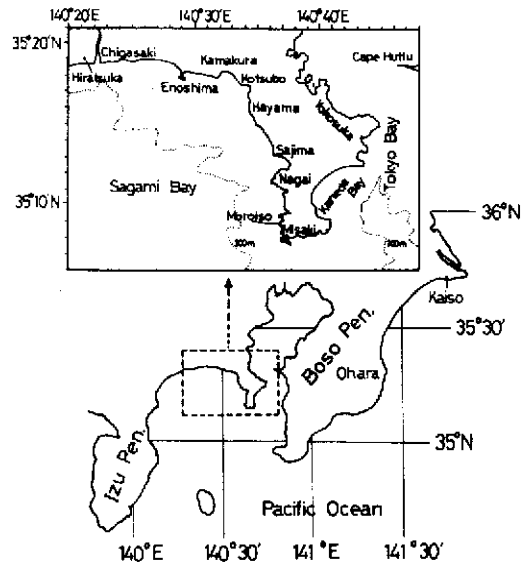 140°20' 140°30' 140°40'
35°20'
Chigasaki
Kamakura
Cape Huttu
Hiratsuka
Enoshima
Kotsubo
Yokosuka
Hayama
Tokyo Bay
Sajima
Nagai
Kaneda Bay
Sagami Bay
35°10'
Moroiso
Misaki
200m
200m
36°N
Kaiso
35°30'
Boso Pen.
Ohara
35°N
Izu Pen.
Pacific Ocean
140°E 140°30' 141°E 141°30'